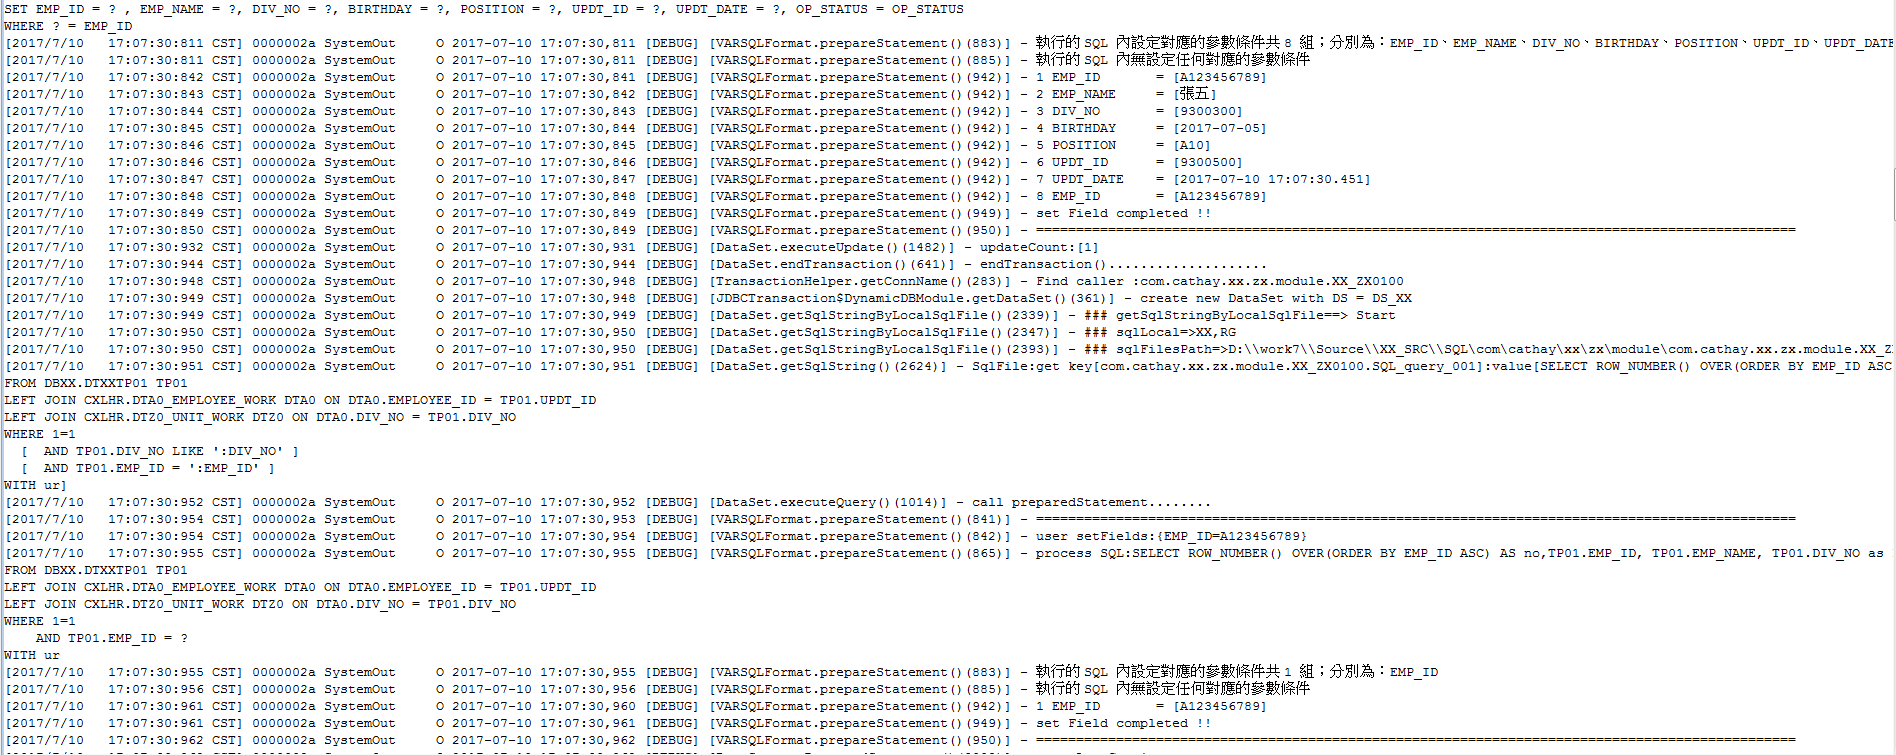 SET EMP_ID = ? , EMP_NAME = ?, DIV_NO = ?, BIRTHDAY = ?, POSITION = ?, UPDT_ID = ?, UPDT_DATE = ?, OP_STATUS = OP_STATUS
WHERE ? = EMP_ID
[2017/7/10   17:07:30:811 CST] 0000002a SystemOut     O 2017-07-10 17:07:30,811 [DEBUG] [VARSQLFormat.prepareStatement()(883)] - 執行的 SQL 內設定對應的參數條件共 8 組；分別為：EMP_ID、EMP_NAME、DIV_NO、BIRTHDAY、POSITION、UPDT_ID、UPDT_DATE
[2017/7/10   17:07:30:811 CST] 0000002a SystemOut     O 2017-07-10 17:07:30,811 [DEBUG] [VARSQLFormat.prepareStatement()(885)] - 執行的 SQL 內無設定任何對應的參數條件
[2017/7/10   17:07:30:842 CST] 0000002a SystemOut     O 2017-07-10 17:07:30,841 [DEBUG] [VARSQLFormat.prepareStatement()(942)] - 1 EMP_ID       = [A123456789]
[2017/7/10   17:07:30:843 CST] 0000002a SystemOut     O 2017-07-10 17:07:30,842 [DEBUG] [VARSQLFormat.prepareStatement()(942)] - 2 EMP_NAME     = [張五]
[2017/7/10   17:07:30:844 CST] 0000002a SystemOut     O 2017-07-10 17:07:30,843 [DEBUG] [VARSQLFormat.prepareStatement()(942)] - 3 DIV_NO       = [9300300]
[2017/7/10   17:07:30:845 CST] 0000002a SystemOut     O 2017-07-10 17:07:30,844 [DEBUG] [VARSQLFormat.prepareStatement()(942)] - 4 BIRTHDAY     = [2017-07-05]
[2017/7/10   17:07:30:846 CST] 0000002a SystemOut     O 2017-07-10 17:07:30,845 [DEBUG] [VARSQLFormat.prepareStatement()(942)] - 5 POSITION     = [A10]
[2017/7/10   17:07:30:846 CST] 0000002a SystemOut     O 2017-07-10 17:07:30,846 [DEBUG] [VARSQLFormat.prepareStatement()(942)] - 6 UPDT_ID      = [9300500]
[2017/7/10   17:07:30:847 CST] 0000002a SystemOut     O 2017-07-10 17:07:30,847 [DEBUG] [VARSQLFormat.prepareStatement()(942)] - 7 UPDT_DATE    = [2017-07-10 17:07:30.451]
[2017/7/10   17:07:30:848 CST] 0000002a SystemOut     O 2017-07-10 17:07:30,848 [DEBUG] [VARSQLFormat.prepareStatement()(942)] - 8 EMP_ID       = [A123456789]
[2017/7/10   17:07:30:849 CST] 0000002a SystemOut     O 2017-07-10 17:07:30,849 [DEBUG] [VARSQLFormat.prepareStatement()(949)] - set Field completed !!
[2017/7/10   17:07:30:850 CST] 0000002a SystemOut     O 2017-07-10 17:07:30,849 [DEBUG] [VARSQLFormat.prepareStatement()(950)] - ===============================================================================================
[2017/7/10   17:07:30:932 CST] 0000002a SystemOut     O 2017-07-10 17:07:30,931 [DEBUG] [DataSet.executeUpdate()(1482)] - updateCount:[1]
[2017/7/10   17:07:30:944 CST] 0000002a SystemOut     O 2017-07-10 17:07:30,944 [DEBUG] [DataSet.endTransaction()(641)] - endTransaction()....................
[2017/7/10   17:07:30:948 CST] 0000002a SystemOut     O 2017-07-10 17:07:30,948 [DEBUG] [TransactionHelper.getConnName()(283)] - Find caller :com.cathay.xx.zx.module.XX_ZX0100
[2017/7/10   17:07:30:949 CST] 0000002a SystemOut     O 2017-07-10 17:07:30,948 [DEBUG] [JDBCTransaction$DynamicDBModule.getDataSet()(361)] - create new DataSet with DS = DS_XX
[2017/7/10   17:07:30:949 CST] 0000002a SystemOut     O 2017-07-10 17:07:30,949 [DEBUG] [DataSet.getSqlStringByLocalSqlFile()(2339)] - ### getSqlStringByLocalSqlFile==> Start
[2017/7/10   17:07:30:950 CST] 0000002a SystemOut     O 2017-07-10 17:07:30,950 [DEBUG] [DataSet.getSqlStringByLocalSqlFile()(2347)] - ### sqlLocal=>XX,RG
[2017/7/10   17:07:30:950 CST] 0000002a SystemOut     O 2017-07-10 17:07:30,950 [DEBUG] [DataSet.getSqlStringByLocalSqlFile()(2393)] - ### sqlFilesPath=>D:\\work7\\Source\\XX_SRC\\SQL\com\cathay\xx\zx\module\com.cathay.xx.zx.module.XX_Z
[2017/7/10   17:07:30:951 CST] 0000002a SystemOut     O 2017-07-10 17:07:30,951 [DEBUG] [DataSet.getSqlString()(2624)] - SqlFile:get key[com.cathay.xx.zx.module.XX_ZX0100.SQL_query_001]:value[SELECT ROW_NUMBER() OVER(ORDER BY EMP_ID ASC
FROM DBXX.DTXXTP01 TP01
LEFT JOIN CXLHR.DTA0_EMPLOYEE_WORK DTA0 ON DTA0.EMPLOYEE_ID = TP01.UPDT_ID
LEFT JOIN CXLHR.DTZ0_UNIT_WORK DTZ0 ON DTA0.DIV_NO = TP01.DIV_NO
WHERE 1=1
  [  AND TP01.DIV_NO LIKE ':DIV_NO' ]
  [  AND TP01.EMP_ID = ':EMP_ID' ]
WITH ur]
[2017/7/10   17:07:30:952 CST] 0000002a SystemOut     O 2017-07-10 17:07:30,952 [DEBUG] [DataSet.executeQuery()(1014)] - call preparedStatement........
[2017/7/10   17:07:30:954 CST] 0000002a SystemOut     O 2017-07-10 17:07:30,953 [DEBUG] [VARSQLFormat.prepareStatement()(841)] - ===============================================================================================
[2017/7/10   17:07:30:954 CST] 0000002a SystemOut     O 2017-07-10 17:07:30,954 [DEBUG] [VARSQLFormat.prepareStatement()(842)] - user setFields:{EMP_ID=A123456789}
[2017/7/10   17:07:30:955 CST] 0000002a SystemOut     O 2017-07-10 17:07:30,955 [DEBUG] [VARSQLFormat.prepareStatement()(865)] - process SQL:SELECT ROW_NUMBER() OVER(ORDER BY EMP_ID ASC) AS no,TP01.EMP_ID, TP01.EMP_NAME, TP01.DIV_NO as
FROM DBXX.DTXXTP01 TP01
LEFT JOIN CXLHR.DTA0_EMPLOYEE_WORK DTA0 ON DTA0.EMPLOYEE_ID = TP01.UPDT_ID
LEFT JOIN CXLHR.DTZ0_UNIT_WORK DTZ0 ON DTA0.DIV_NO = TP01.DIV_NO
WHERE 1=1
    AND TP01.EMP_ID = ?
WITH ur
[2017/7/10   17:07:30:955 CST] 0000002a SystemOut     O 2017-07-10 17:07:30,955 [DEBUG] [VARSQLFormat.prepareStatement()(883)] - 執行的 SQL 內設定對應的參數條件共 1 組；分別為：EMP_ID
[2017/7/10   17:07:30:956 CST] 0000002a SystemOut     O 2017-07-10 17:07:30,956 [DEBUG] [VARSQLFormat.prepareStatement()(885)] - 執行的 SQL 內無設定任何對應的參數條件
[2017/7/10   17:07:30:961 CST] 0000002a SystemOut     O 2017-07-10 17:07:30,960 [DEBUG] [VARSQLFormat.prepareStatement()(942)] - 1 EMP_ID       = [A123456789]
[2017/7/10   17:07:30:961 CST] 0000002a SystemOut     O 2017-07-10 17:07:30,961 [DEBUG] [VARSQLFormat.prepareStatement()(949)] - set Field completed !!
[2017/7/10   17:07:30:962 CST] 0000002a SystemOut     O 2017-07-10 17:07:30,962 [DEBUG] [VARSQLFormat.prepareStatement()(950)] - ===============================================================================================